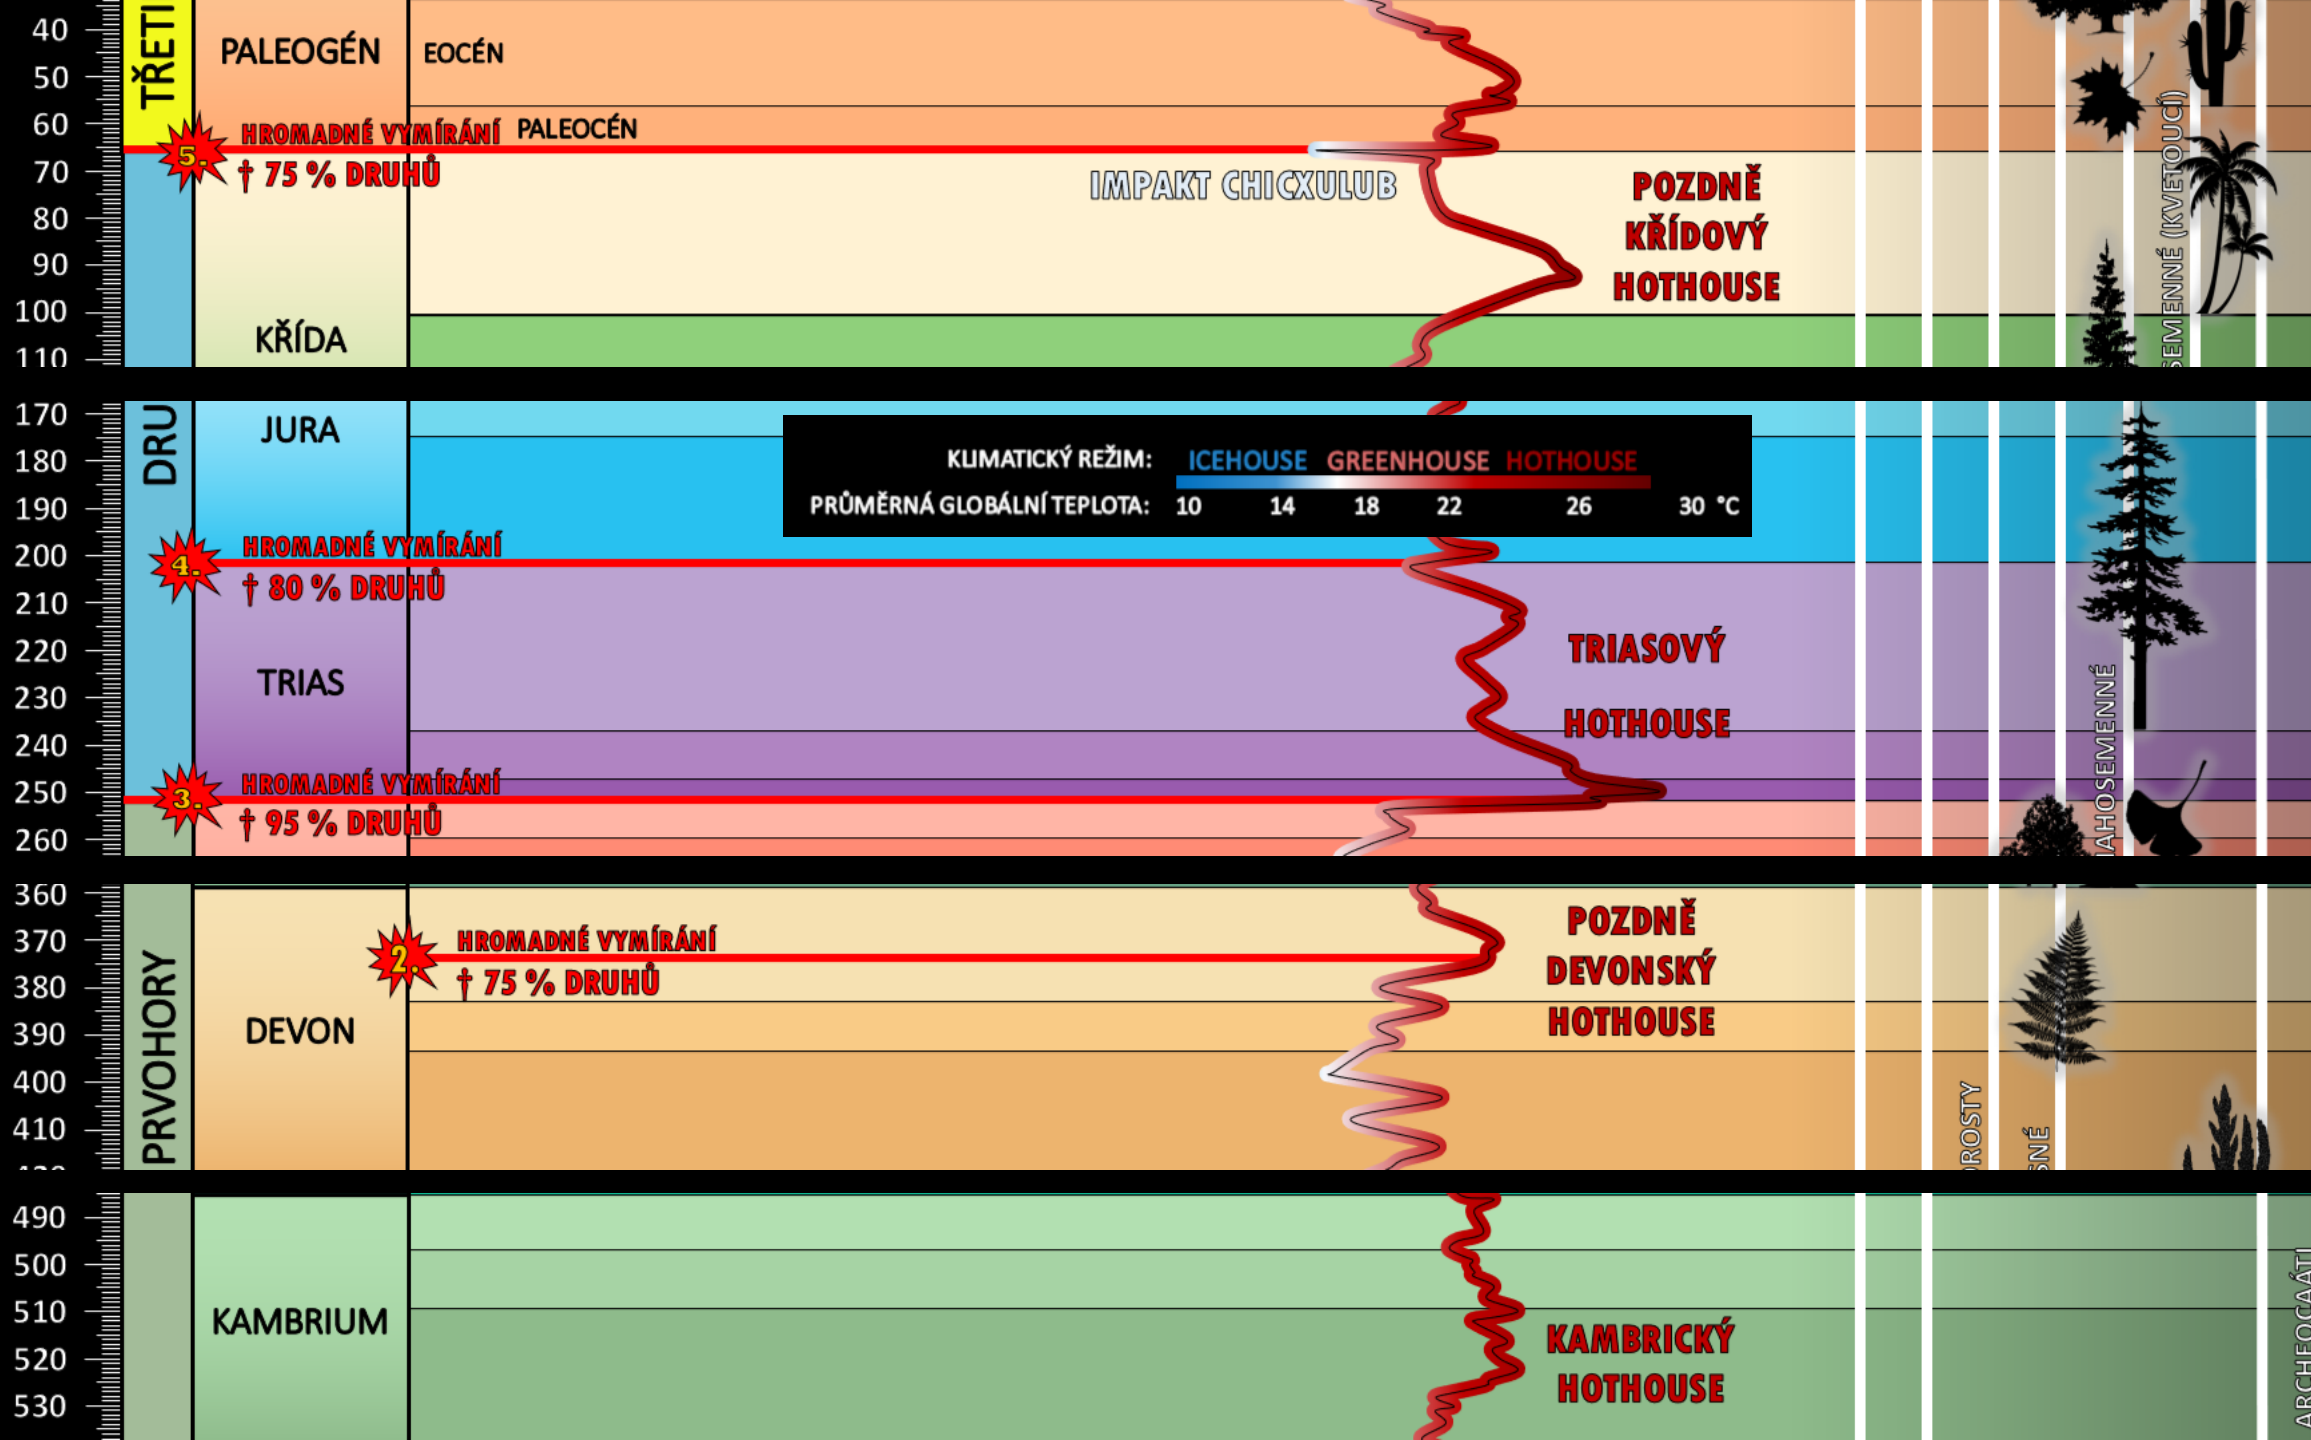 40
50
60
70
80
90
100
110
TŘETI
PALEOGÉN
EOCÉN
PALEOCÉN
5.
HROMADNÉ VYMÍRÁNÍ
† 75 % DRUHŮ
IMPAKT CHICXULUB
POZDNĚ
KŘÍDOVÝ
HOTHOUSE
KŘÍDA
SEMENNÉ (KVETOUCÍ)
170
180
190
200
210
220
230
240
250
260
DRU
JURA
KLIMATICKÝ REŽIM: ICEHOUSE GREENHOUSE HOTHOUSE
PRŮMĚRNÁ GLOBÁLNÍ TEPLOTA: 10 14 18 22 26 30 °C
4.
HROMADNÉ VYMÍRÁNÍ
† 80 % DRUHŮ
TRIASOVÝ
HOTHOUSE
TRIAS
3.
HROMADNÉ VYMÍRÁNÍ
† 95 % DRUHŮ
AHOSEMENNÉ
360
370
380
390
400
410
PRVOHORY
2.
HROMADNÉ VYMÍRÁNÍ
† 75 % DRUHŮ
POZDNĚ
DEVONSKÝ
HOTHOUSE
DEVON
ROSTY
SNÉ
490
500
510
520
530
KAMBRIUM
KAMBRICKÝ
HOTHOUSE
ARCHEOCAÁTI